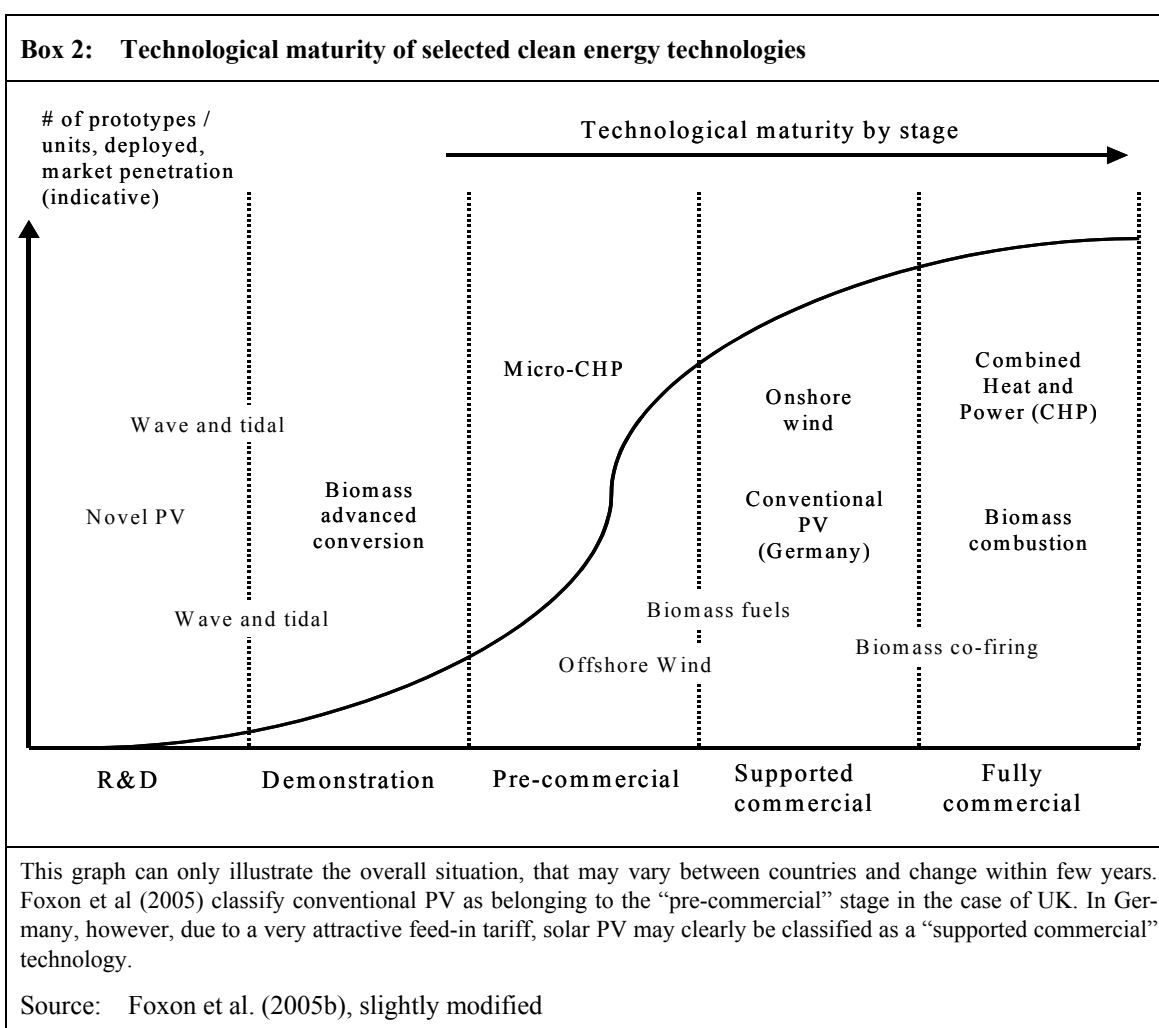 Box 2: Technological maturity of selected clean energy technologies
# of prototypes /
units, deployed,
market penetration
(indicative)
Technological maturity by stage
Micro-CHP
Combined
Heat and
Power (CHP)
Onshore
wind
Wave and tidal
Biomass
advanced
conversion
Novel PV
Conventional
PV
(Germany)
Biomass
combustion
Wave and tidal
Biomass fuels
Offshore Wind
Biomass co-firing
R&D
Demonstration
Pre-commercial
Supported
commercial
Fully
commercial
This graph can only illustrate the overall situation, that may vary between countries and change within few years.
Foxon et al (2005) classify conventional PV as belonging to the “pre-commercial” stage in the case of UK. In Ger-
many, however, due to a very attractive feed-in tariff, solar PV may clearly be classified as a “supported commercial”
technology.
Source: Foxon et al. (2005b), slightly modified